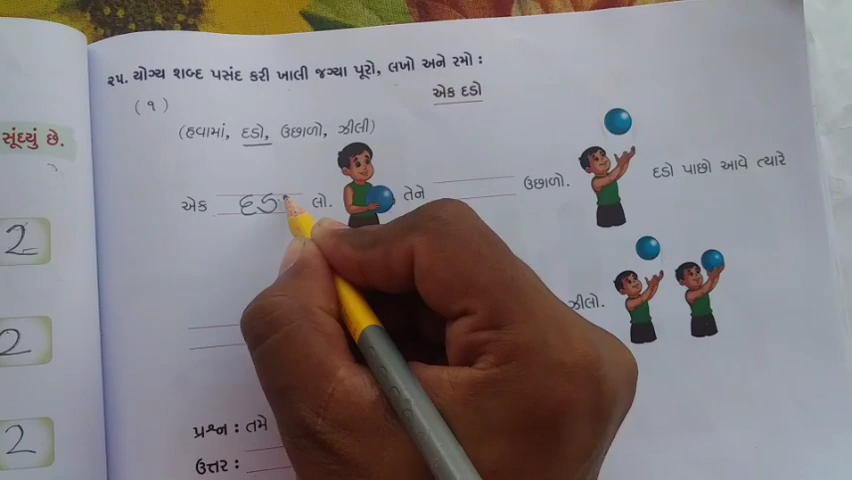 ૨૫. યોગ્ય શબ્દ પસંદ કરી ખાલી જગ્યા પૂરો, લખો અને રમો :
(૧) એક દડો
(હવામાં, દડો, ઉછાળો, ઝીલી)
સૂંઘ્યું છે.
એક દડ લો. તેને ઉછાળો. દડો પાછો આવે ત્યારે
2
ઝીલો.
2
પ્રશ્ન : તમે
2
ઉત્તર :